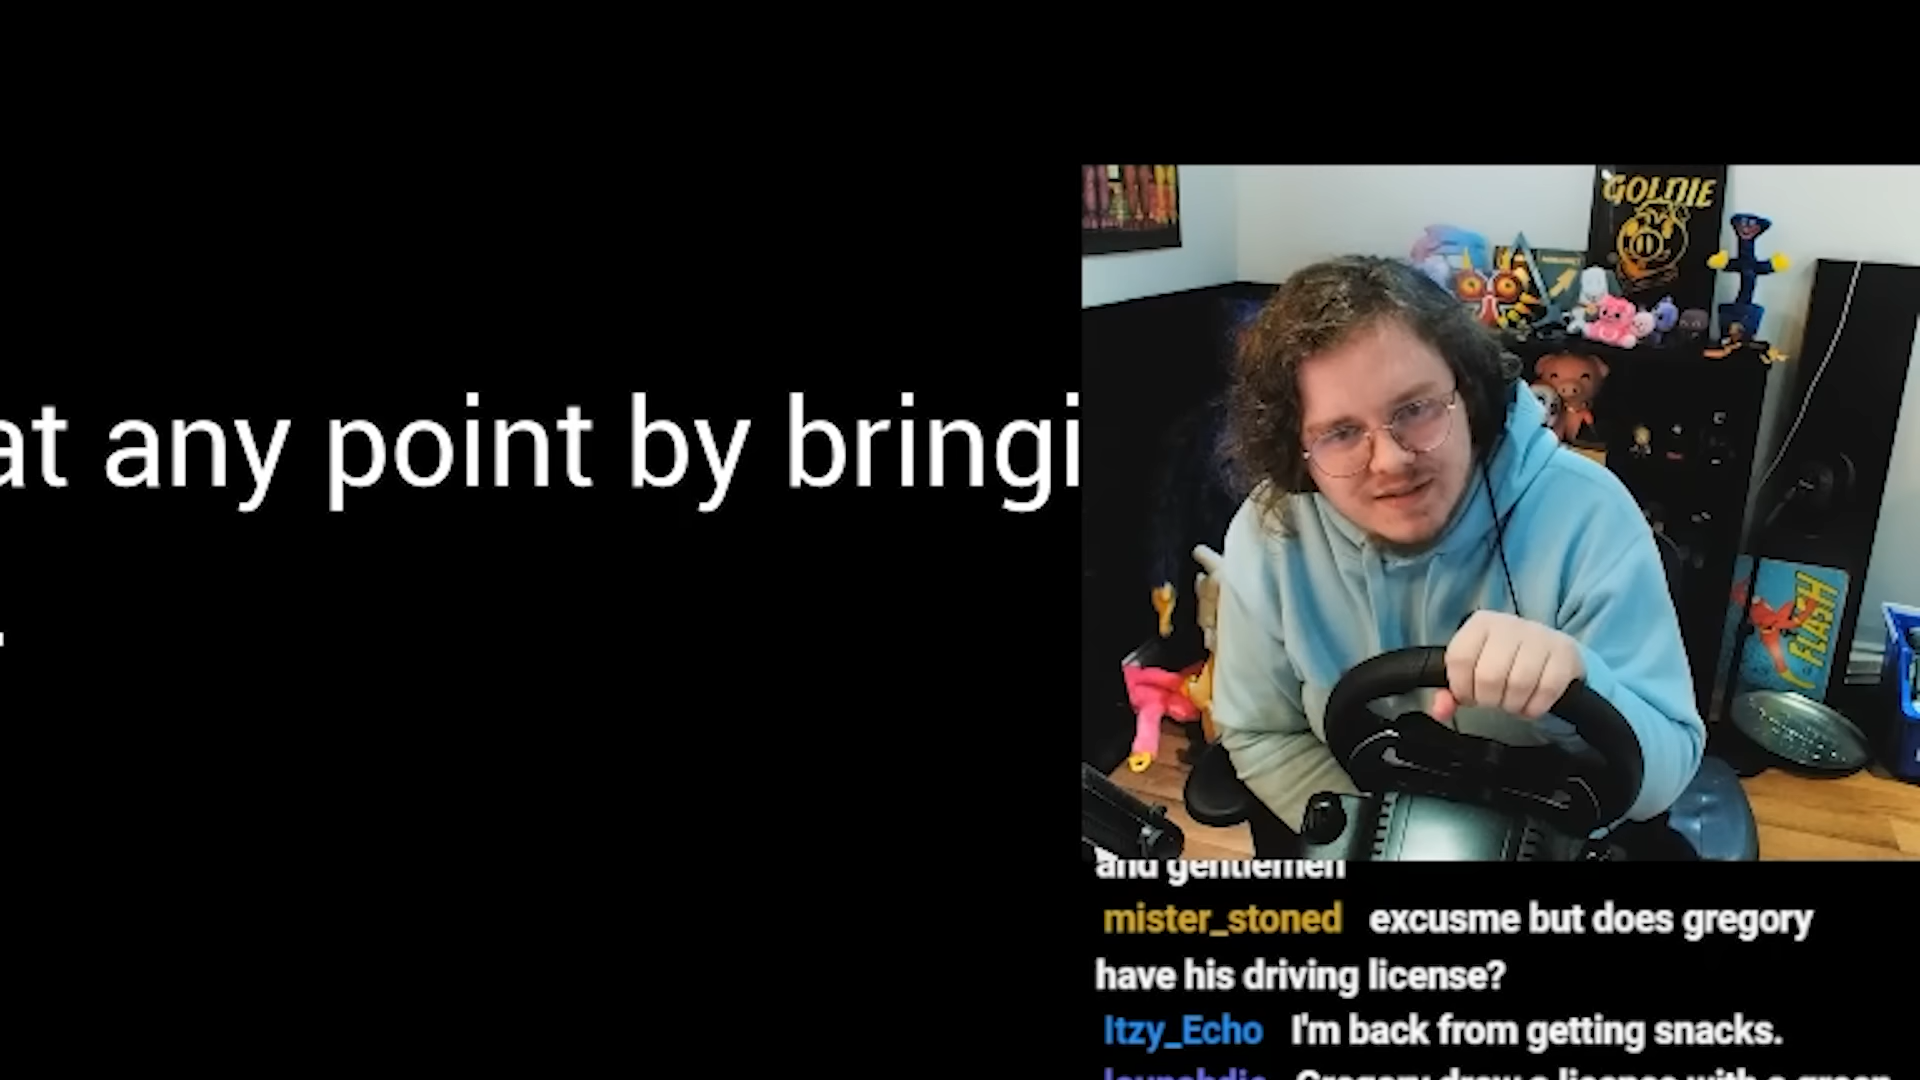 at any point by bringi
GOLDIE
FLASH
and gentlemen
mister_stoned excusme but does gregory
have his driving license?
Itzy_Echo I'm back from getting snacks.